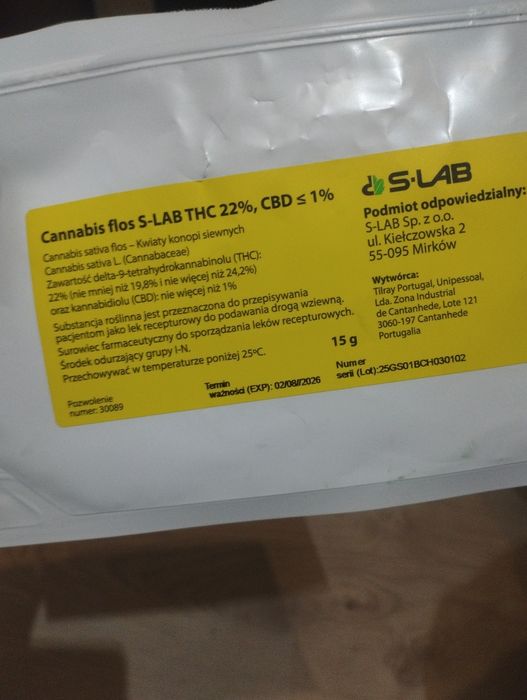 Cannabis flos S-LAB THC 22%, CBD ≤ 1%
Cannabis sativa flos – Kwiaty konopi siewnych
Cannabis sativa L. (Cannabaceae)
Zawartość delta-9-tetrahydrokannabinolu (THC):
22% (nie mniej niż 19,8% i nie więcej niż 24,2%)
oraz kannabidiolu (CBD): nie więcej niż 1%
Substancja roślinna jest przeznaczona do przepisywania
pacjentom jako lek recepturowy do podawania drogą wziewną.
Surowiec farmaceutyczny do sporządzania leków recepturowych.
Środek odurzający grupy I-N.
Przechowywać w temperaturze poniżej 25°C.
15 g
Pozwolenie
numer: 30089
Termin
ważności (EXP): 02/08//2026
Numer
serii (Lot):25GS01BCH030102
S-LAB
Podmiot odpowiedzialny:
S-LAB Sp. z o.o.
ul. Kiełczowska 2
55-095 Mirków
Wytwórca:
Tilray Portugal, Unipessoal,
Lda. Zona Industrial
de Cantanhede, Lote 121
3060-197 Cantanhede
Portugalia